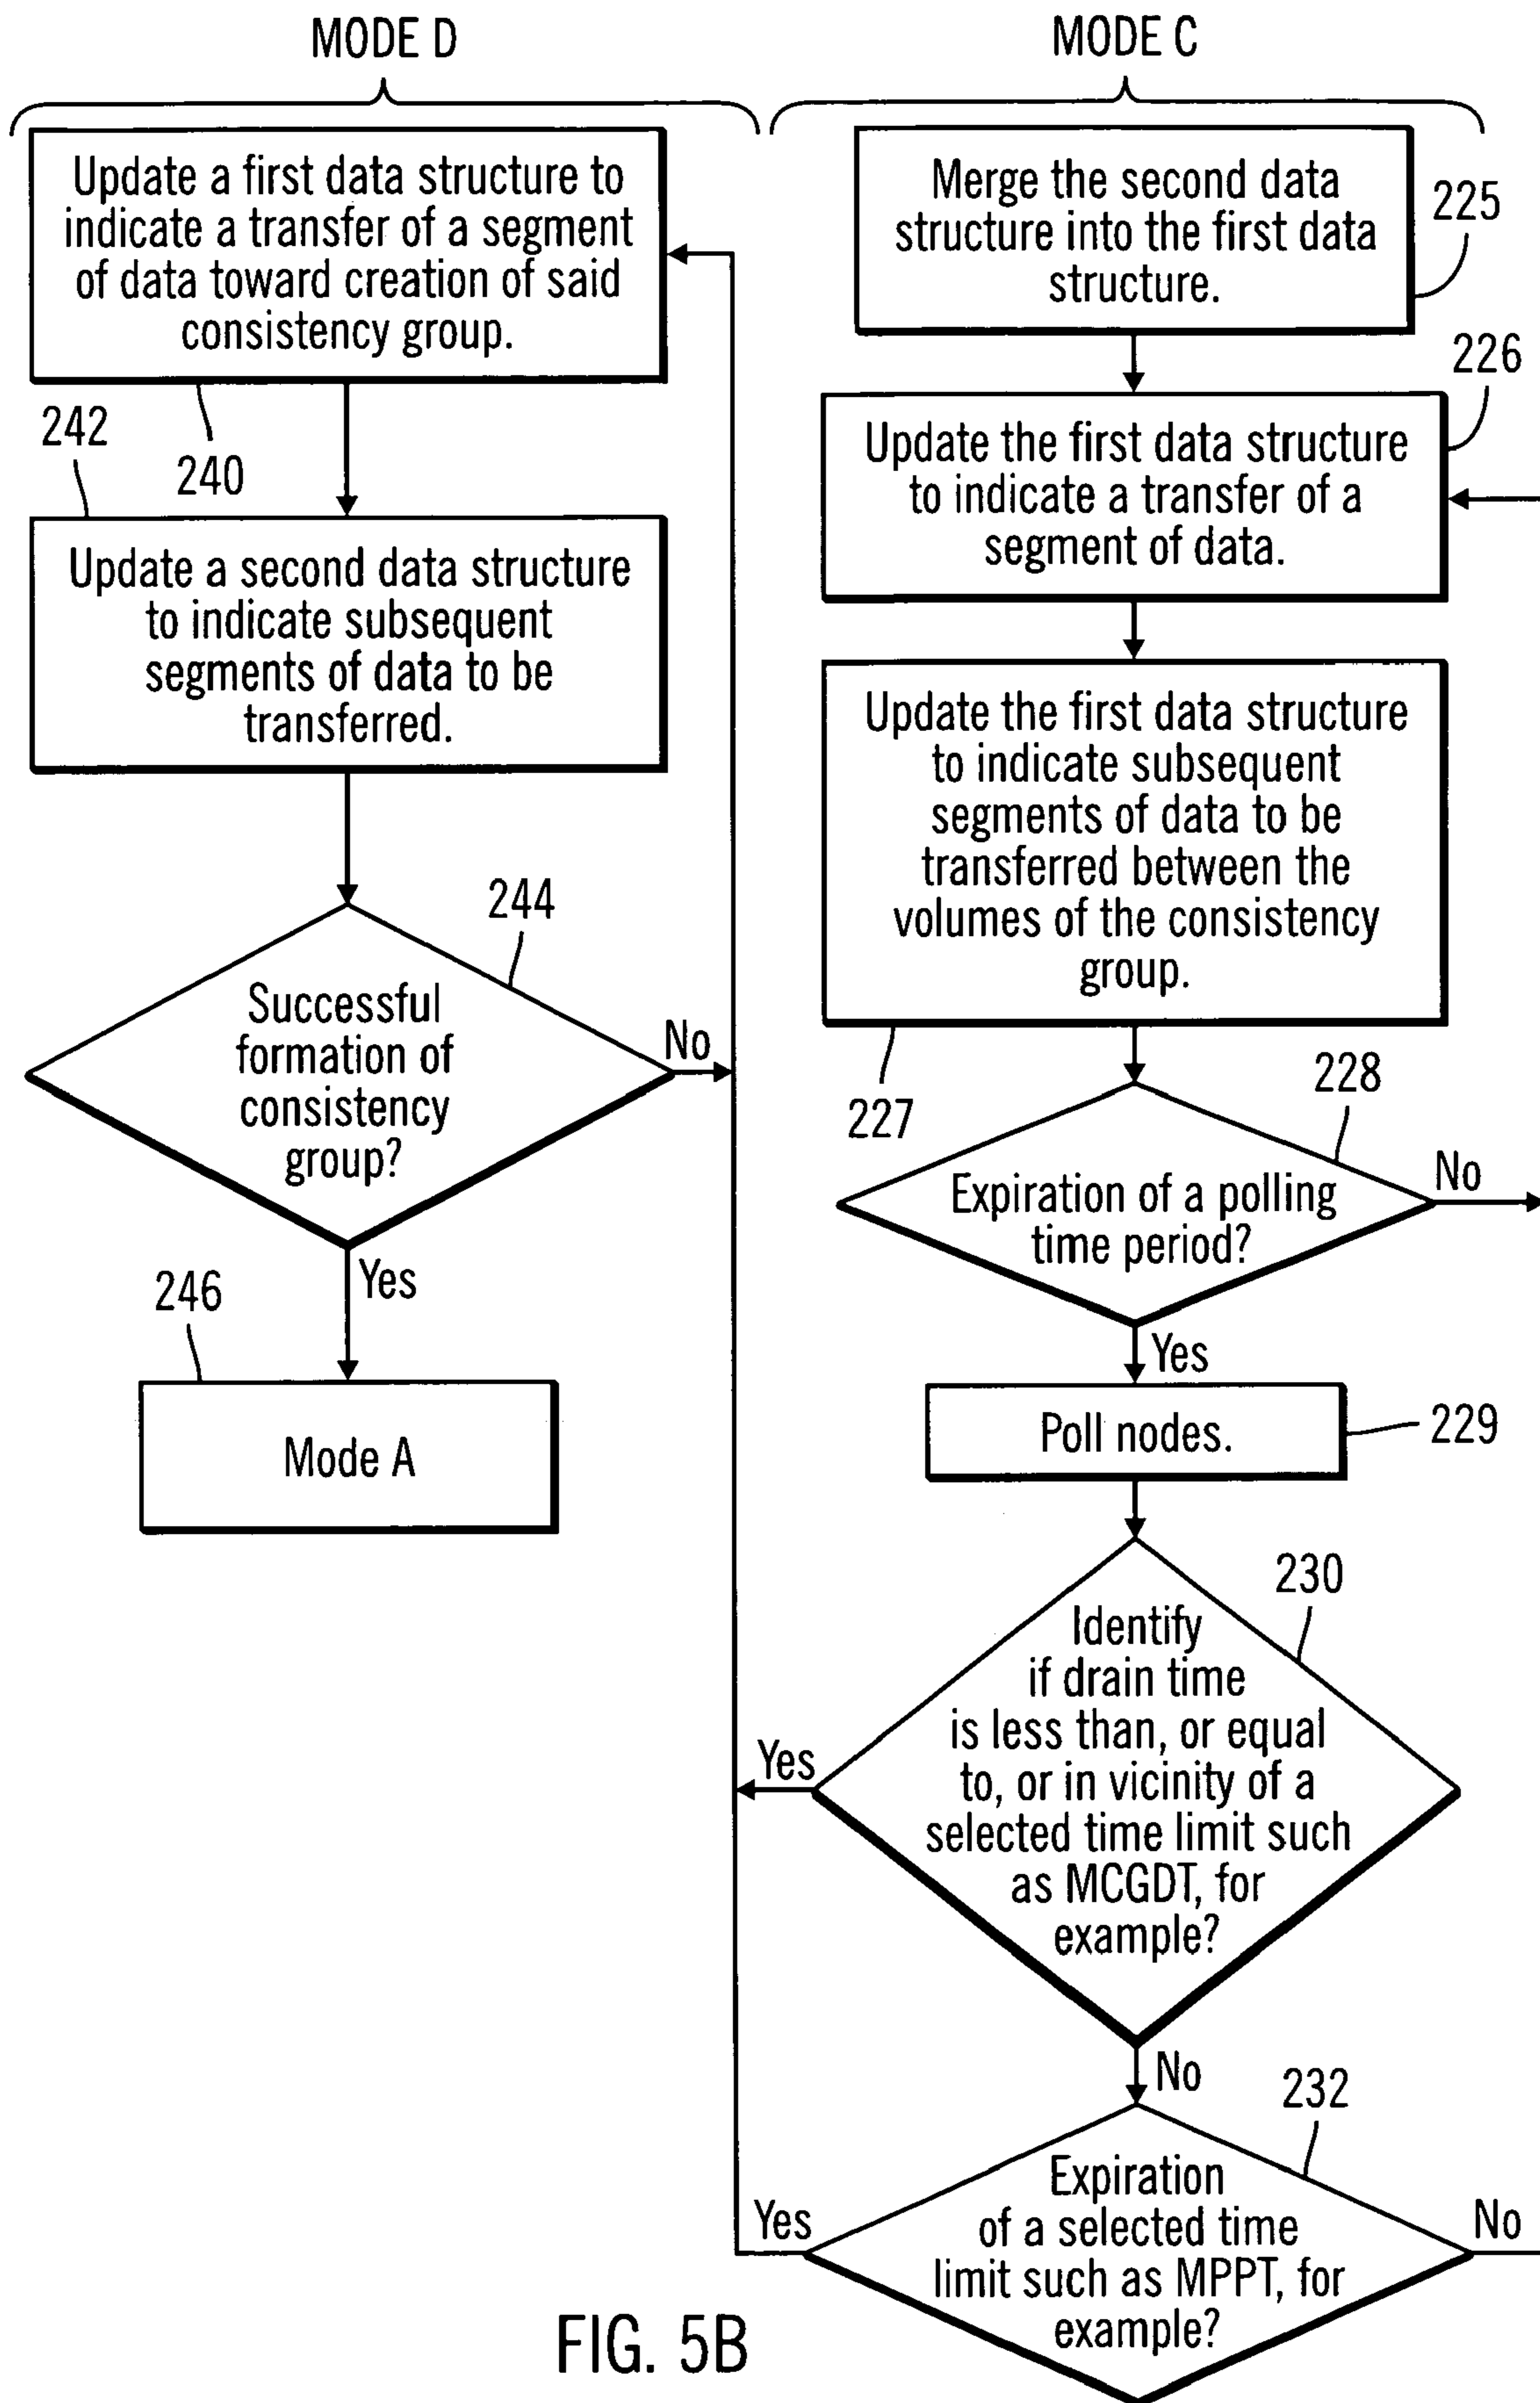 MODE D
Update a first data structure to
indicate a transfer of a segment
of data toward creation of said
consistency group.
240
242
Update a second data structure
to indicate subsequent
segments of data to be
transferred.
244
Successful
formation of
consistency
group?
No
Yes
246
Mode A
MODE C
Merge the second data
structure into the first data
structure.
225
226
Update the first data structure
to indicate a transfer of a
segment of data.
Update the first data structure
to indicate subsequent
segments of data to be
transferred between the
volumes of the consistency
group.
227
228
Expiration of a polling
time period?
No
Yes
Poll nodes.
229
230
Identify
if drain time
is less than, or equal
to, or in vicinity of a
selected time limit such
as MCGDT, for
example?
Yes
No
232
Expiration
of a selected time
limit such as MPPT, for
example?
Yes
No
FIG. 5B